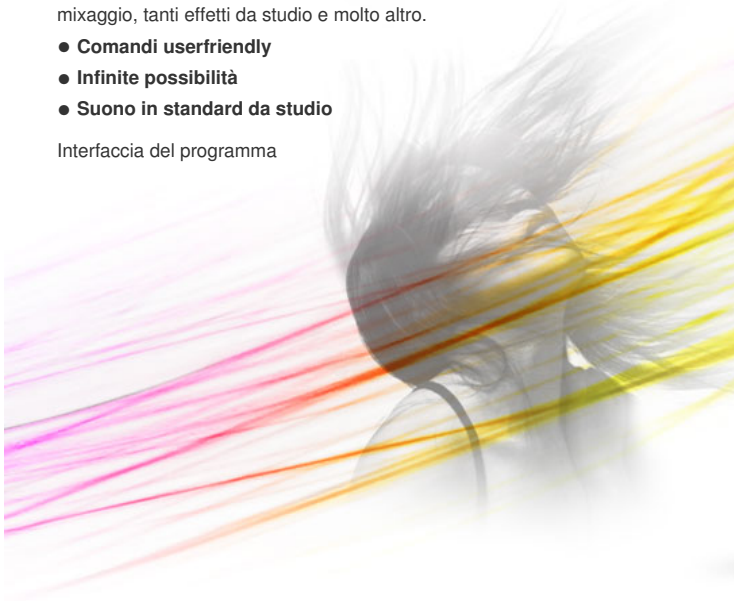 mixaggio, tanti effetti da studio e molto altro.
● Comandi userfriendly
● Infinite possibilità
● Suono in standard da studio
Interfaccia del programma